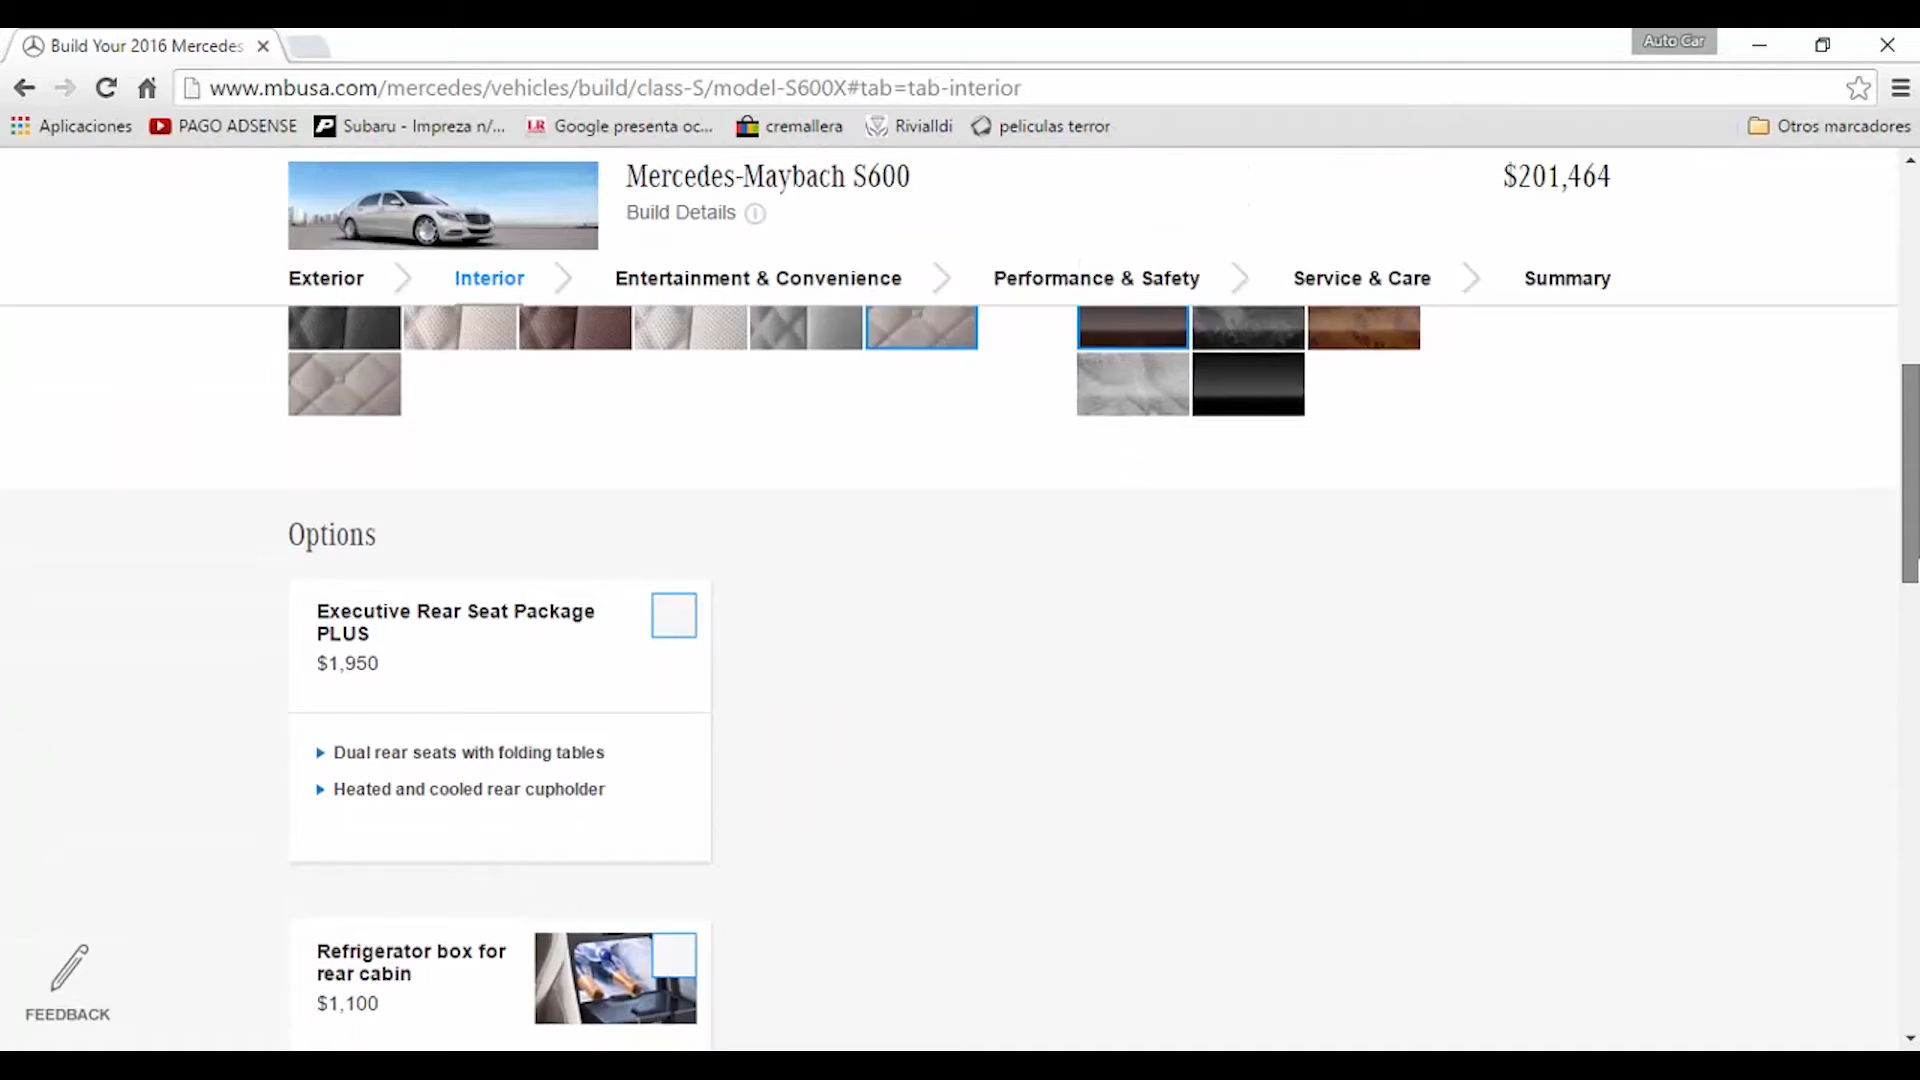 Build Your 2016 Mercedes
Auto Car
www.mbusa.com/mercedes/vehicles/build/class-S/model-S600X#tab=tab-interior
Aplicaciones
PAGO ADSENSE
Subaru - Impreza n/...
LR
Google presenta oc...
cremallera
Rivialldi
peliculas terror
Otros marcadores
Mercedes-Maybach S600
$201,464
Build Details
Exterior
Interior
Entertainment & Convenience
Performance & Safety
Service & Care
Summary
Options
Executive Rear Seat Package
PLUS
$1,950
Dual rear seats with folding tables
Heated and cooled rear cupholder
Refrigerator box for
rear cabin
$1,100
FEEDBACK